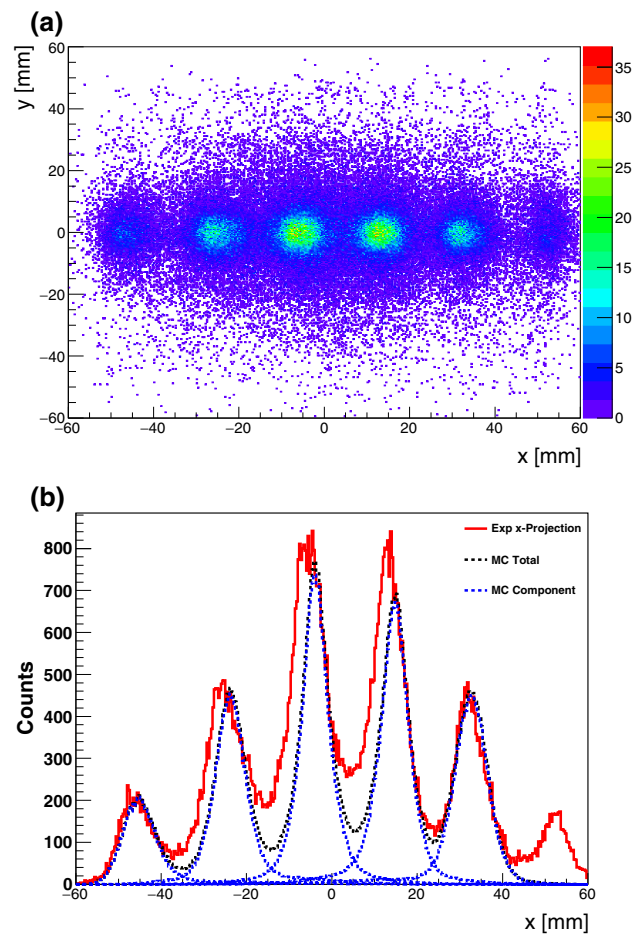 (a)
y [mm]
60
40
20
0
−20
−40
−60
−60 −40 −20 0 20 40 60
x [mm]
35
30
25
20
15
10
5
0
(b)
Counts
800
700
600
500
400
300
200
100
0
−60 −40 −20 0 20 40 60
x [mm]
Exp x-Projection
MC Total
MC Component